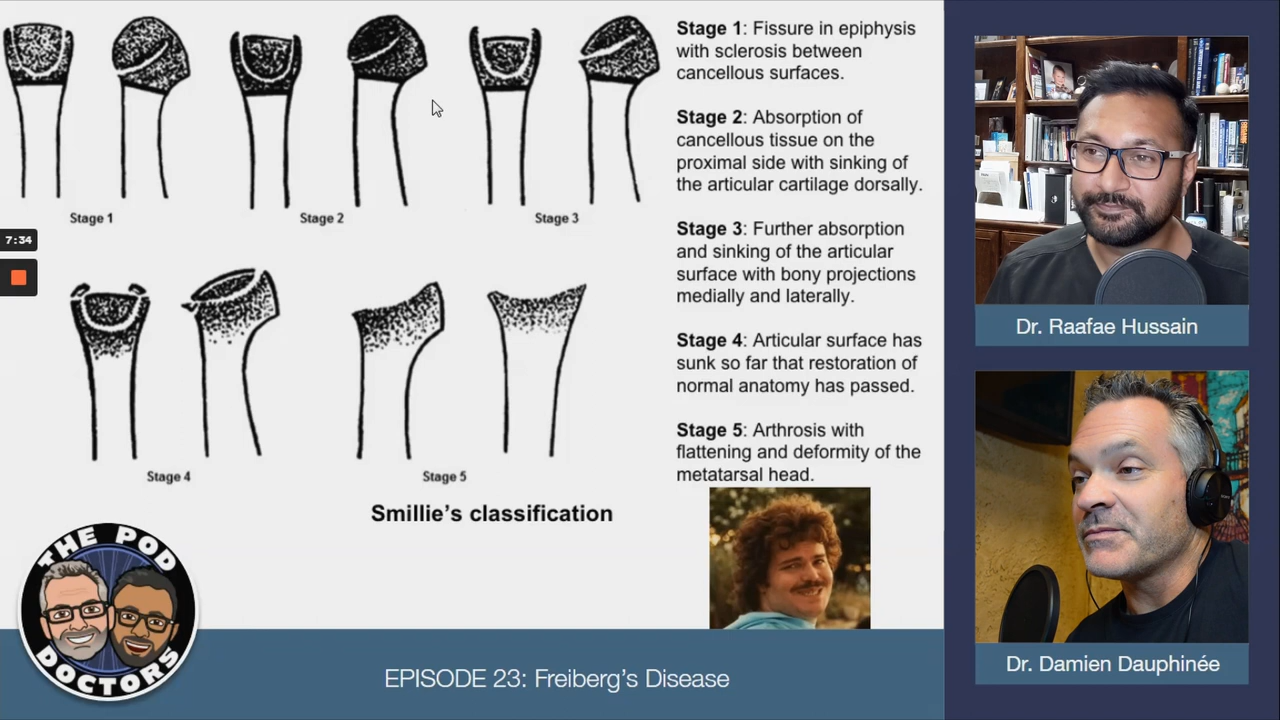 Stage 1
Stage 2
Stage 3
7:34
Stage 4
Stage 5
Smillie’s classification
Stage 1: Fissure in epiphysis
with sclerosis between
cancellous surfaces.
Stage 2: Absorption of
cancellous tissue on the
proximal side with sinking of
the articular cartilage dorsally.
Stage 3: Further absorption
and sinking of the articular
surface with bony projections
medially and laterally.
Stage 4: Articular surface has
sunk so far that restoration of
normal anatomy has passed.
Stage 5: Arthrosis with
flattening and deformity of the
metatarsal head.
Dr. Raafae Hussain
Dr. Damien Dauphinée
THE POD
DOCTORS
EPISODE 23: Freiberg’s Disease